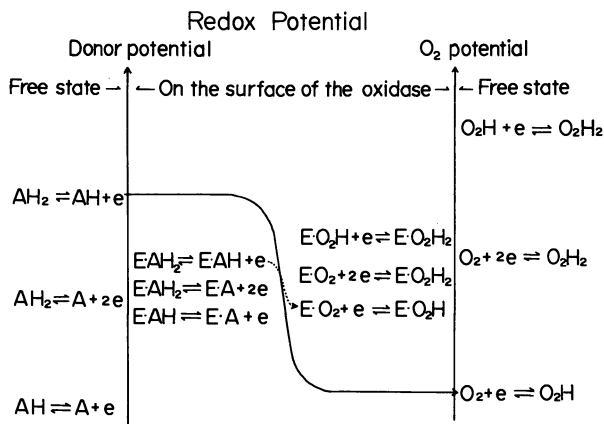 Redox Potential
Donor potential
O₂ potential
Free state
On the surface of the oxidase
Free state
O₂H + e ⇌ O₂H₂
AH₂ ⇌ AH + e
E·O₂H + e ⇌ E·O₂H₂
E·AH₂ ⇌ E·AH + e
O₂ + 2e ⇌ O₂H₂
E·O₂ + 2e ⇌ E·O₂H₂
E·AH₂ ⇌ E·A + 2e
AH₂ ⇌ A + 2e
E·O₂ + e ⇌ E·O₂H
E·AH ⇌ E·A + e
O₂ + e ⇌ O₂H
AH ⇌ A + e